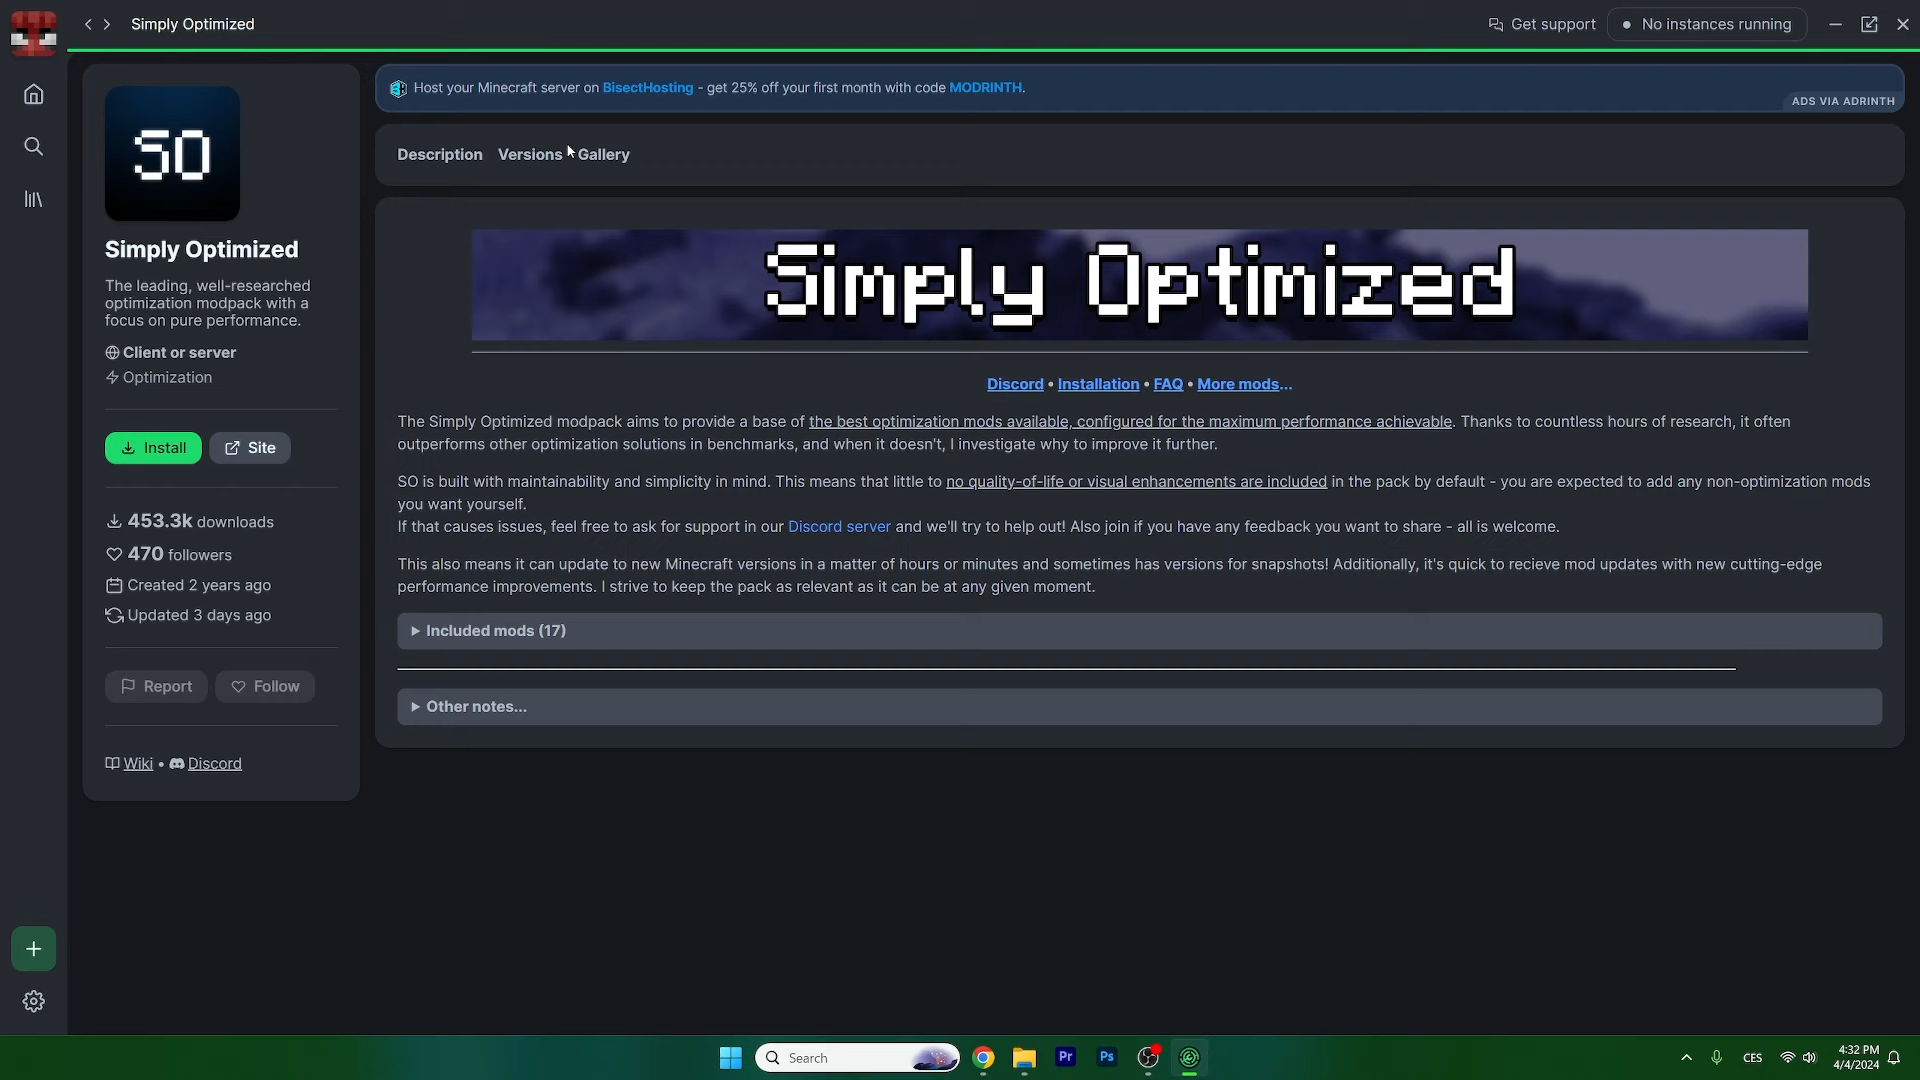 Simply Optimized
Get support
No instances running
SO
Simply Optimized
The leading, well-researched
optimization modpack with a
focus on pure performance.
Client or server
Optimization
Install
Site
453.3k downloads
470 followers
Created 2 years ago
Updated 3 days ago
Report
Follow
Wiki • Discord
Host your Minecraft server on BisectHosting - get 25% off your first month with code MODRINTH.
ADS VIA ADRINTH
Description Versions Gallery
Simply Optimized
Discord • Installation • FAQ • More mods...
The Simply Optimized modpack aims to provide a base of the best optimization mods available, configured for the maximum performance achievable. Thanks to countless hours of research, it often
outperforms other optimization solutions in benchmarks, and when it doesn't, I investigate why to improve it further.
SO is built with maintainability and simplicity in mind. This means that little to no quality-of-life or visual enhancements are included in the pack by default - you are expected to add any non-optimization mods
you want yourself.
If that causes issues, feel free to ask for support in our Discord server and we'll try to help out! Also join if you have any feedback you want to share - all is welcome.
This also means it can update to new Minecraft versions in a matter of hours or minutes and sometimes has versions for snapshots! Additionally, it's quick to recieve mod updates with new cutting-edge
performance improvements. I strive to keep the pack as relevant as it can be at any given moment.
Included mods (17)
Other notes...
Search
Pr
Ps
CES
4:32 PM
4/4/2024